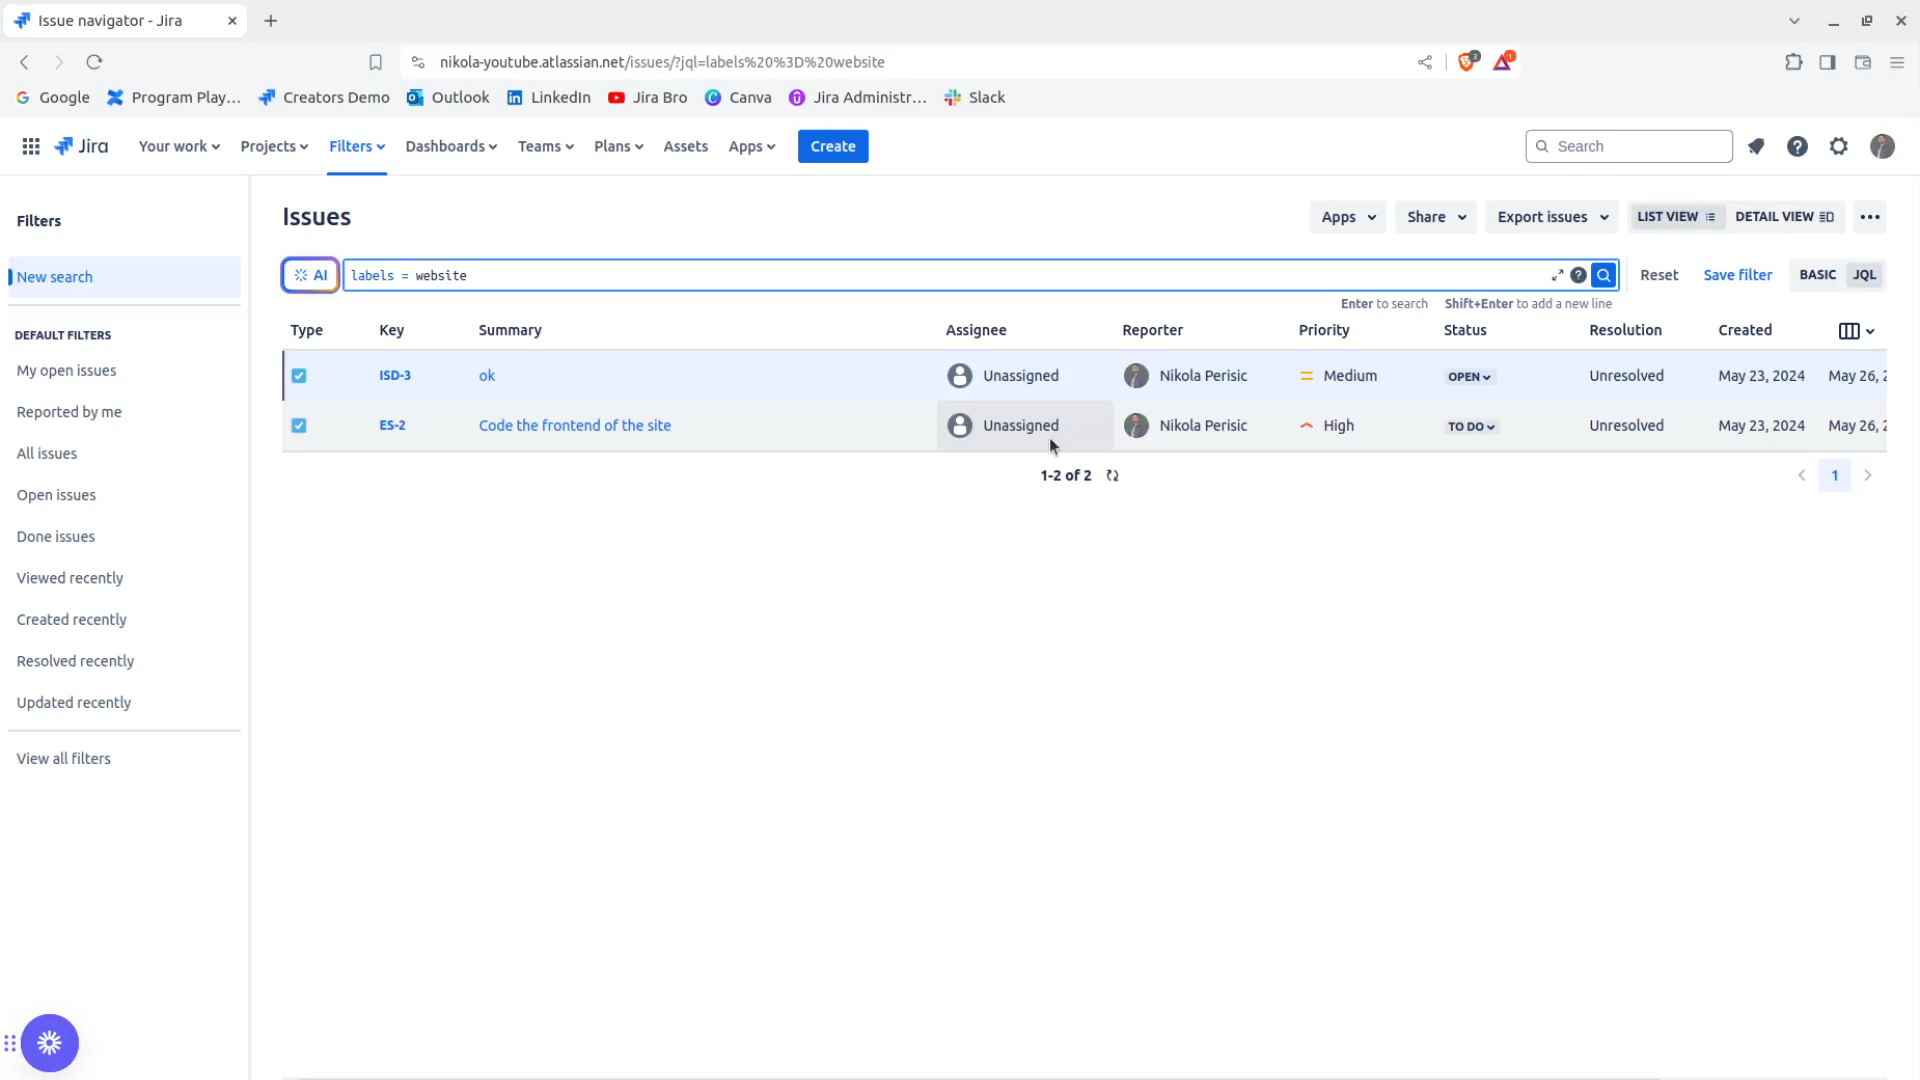 Issue navigator - Jira
nikola-youtube.atlassian.net/issues/?jql=labels%20%3D%20website
3
1
Google Program Play... Creators Demo Outlook LinkedIn Jira Bro Canva Jira Administr... Slack
Jira Your work Projects Filters Dashboards Teams Plans Assets Apps Create Search
Filters
New search
DEFAULT FILTERS
My open issues
Reported by me
All issues
Open issues
Done issues
Viewed recently
Created recently
Resolved recently
Updated recently
View all filters
Issues
Apps Share Export issues LIST VIEW DETAIL VIEW
AI labels = website Reset Save filter BASIC JQL
Enter to search Shift+Enter to add a new line
Type Key Summary Assignee Reporter Priority Status Resolution Created
ISD-3 ok Unassigned Nikola Perisic Medium OPEN Unresolved May 23, 2024 May 26, 2
ES-2 Code the frontend of the site Unassigned Nikola Perisic High TO DO Unresolved May 23, 2024 May 26, 2
1-2 of 2
1